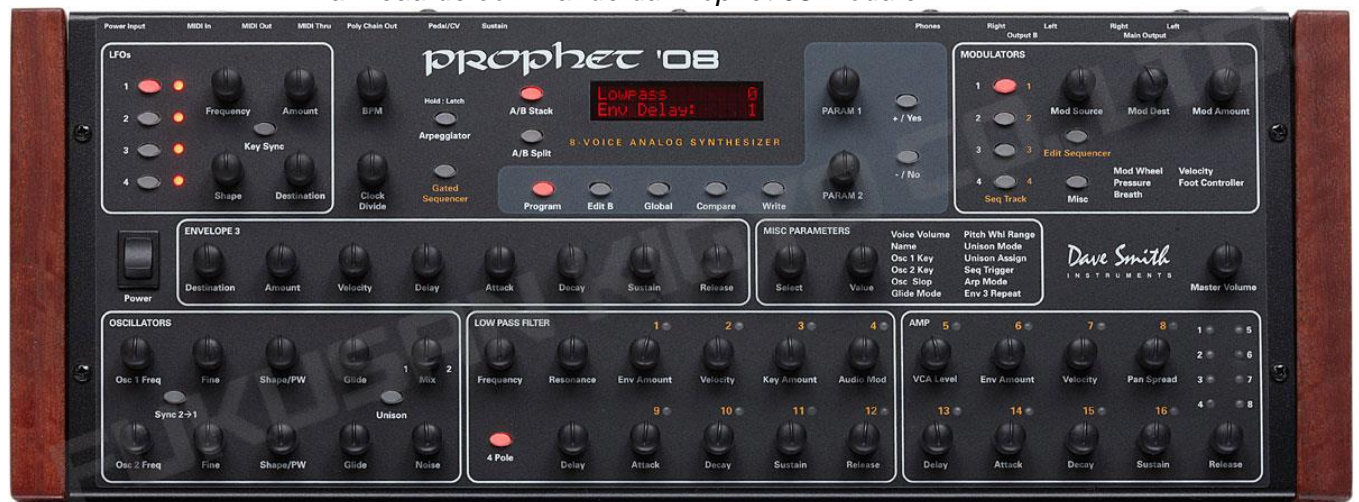 Power Input MIDI In MIDI Out MIDI Thru Poly Chain Out Pedal/CV Sustain Phones Right Left Right Left
Output B Main Output
LFOs
1
2
3
4
Frequency Amount
Key Sync
Shape Destination
BPM
Clock
Divide
Hold : Latch
Arpeggiator
Gated
Sequencer
PROPHET '08
A/B Stack
A/B Split
Lowpass 0
Env Delay: 1
8-VOICE ANALOG SYNTHESIZER
Program Edit B Global Compare Write
PARAM 1
PARAM 2
+ / Yes
- / No
MODULATORS
1 1
2 2
3 3
4 4
Seq Track
Mod Source Mod Dest Mod Amount
Edit Sequencer
Misc
Mod Wheel Velocity
Pressure Foot Controller
Breath
Power
ENVELOPE 3
Destination Amount Velocity Delay Attack Decay Sustain Release
MISC PARAMETERS
Select Value
Voice Volume Pitch Whl Range
Name Unison Mode
Osc 1 Key Unison Assign
Osc 2 Key Seq Trigger
Osc Slop Arp Mode
Glide Mode Env 3 Repeat
Dave Smith
INSTRUMENTS
Master Volume
OSCILLATORS
1 2
Osc 1 Freq Fine Shape/PW Glide Mix
Sync 2→1 Unison
Osc 2 Freq Fine Shape/PW Glide Noise
LOW PASS FILTER
1 2 3 4
Frequency Resonance Env Amount Velocity Key Amount Audio Mod
9 10 11 12
4 Pole Delay Attack Decay Sustain Release
AMP
5 6 7 8
VCA Level Env Amount Velocity Pan Spread
13 14 15 16
Delay Attack Decay Sustain Release
1 5
2 6
3 7
4 8